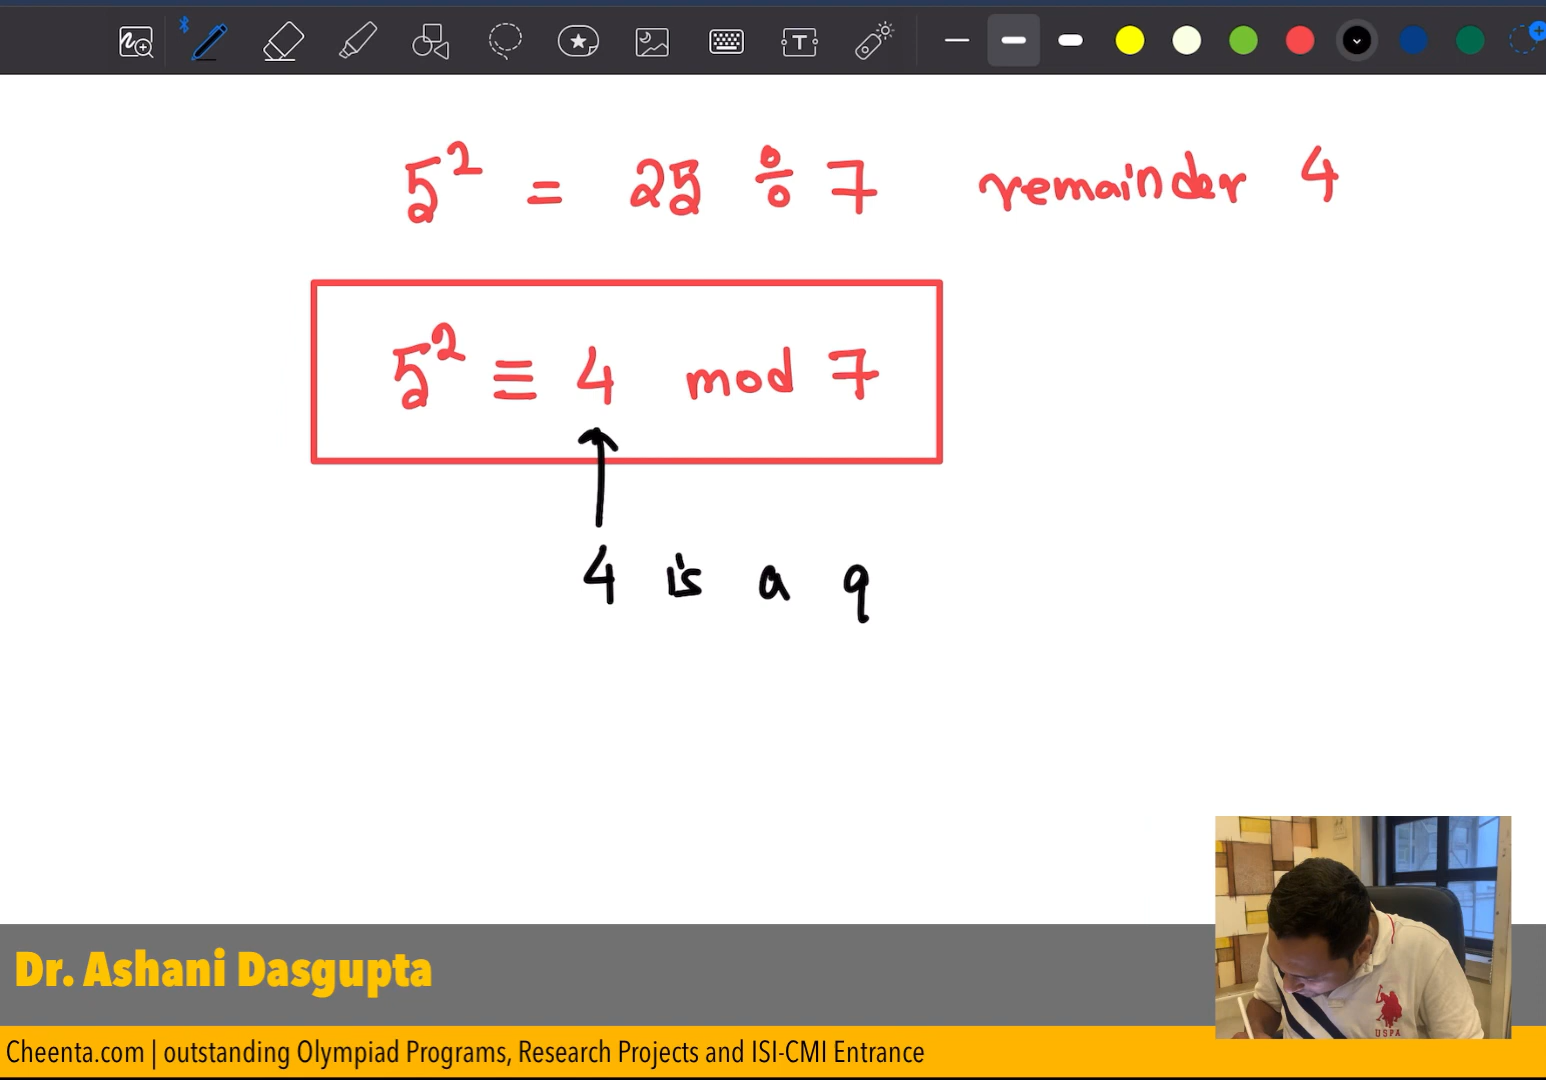 5² = 25 ÷ 7 remainder 4
5² ≡ 4 mod 7
4 is a q
USPA
Dr. Ashani Dasgupta
Cheenta.com | outstanding Olympiad Programs, Research Projects and ISI-CMI Entrance